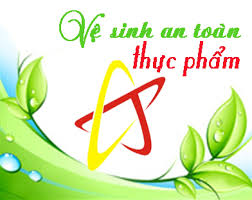 Vệ sinh an toàn
thực phẩm